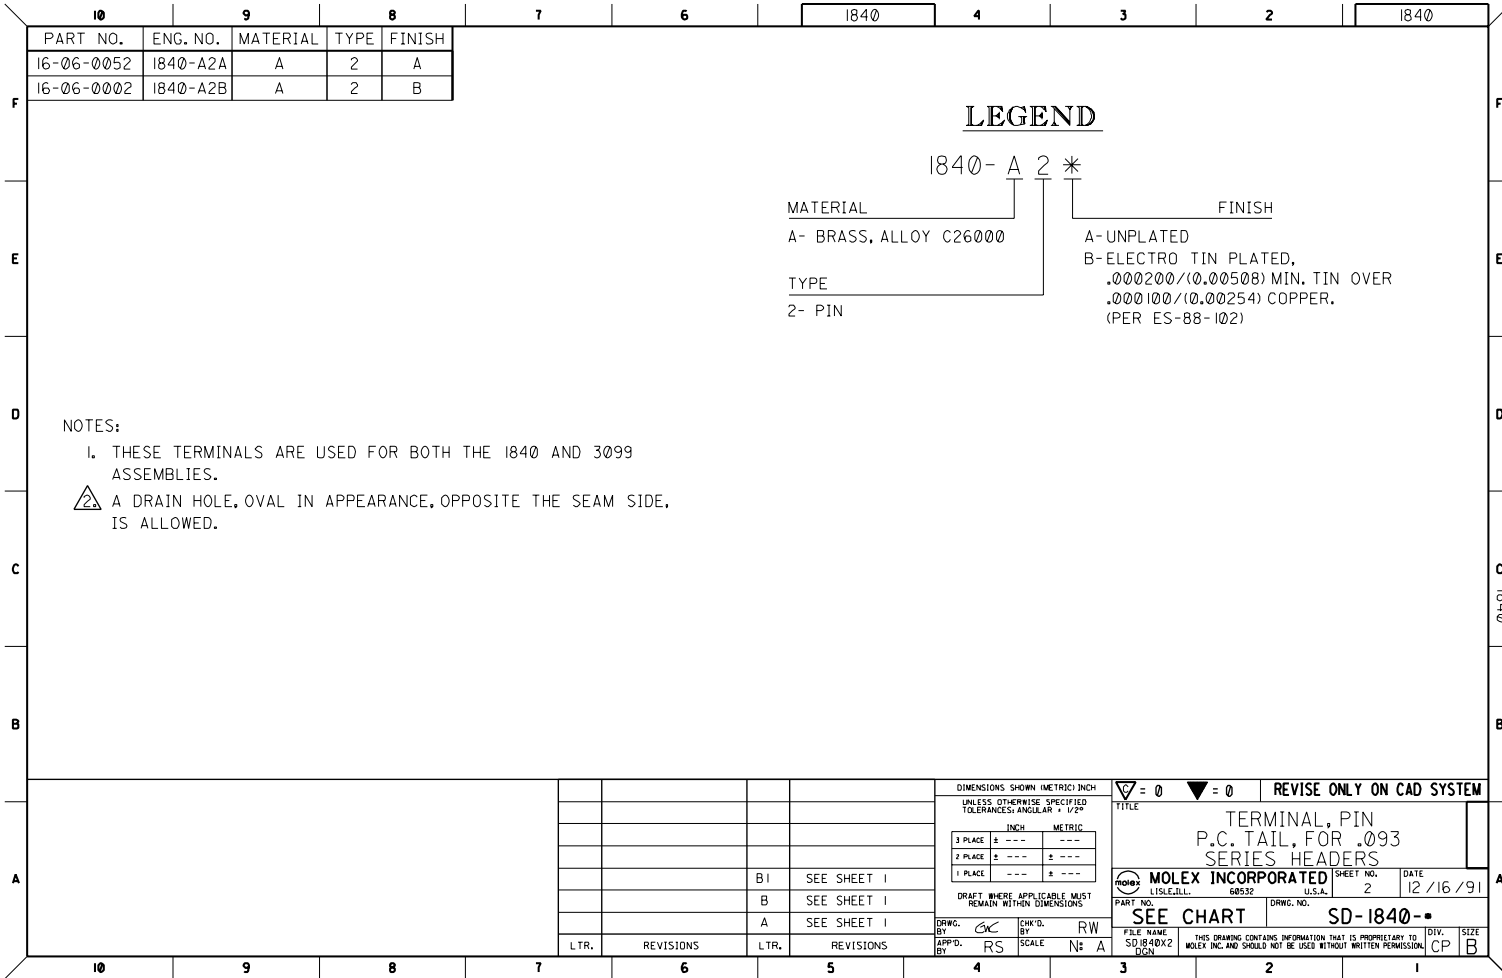 10 9 8 7 6 1840 4 3 2 1840
PART NO. ENG. NO. MATERIAL TYPE FINISH
16-06-0052 1840-A2A A 2 A
16-06-0002 1840-A2B A 2 B
F F
LEGEND
1840- A 2 *
MATERIAL
A- BRASS, ALLOY C26000
TYPE
2- PIN
FINISH
A-UNPLATED
B-ELECTRO TIN PLATED,
.000200/(0.00508) MIN. TIN OVER
.000100/(0.00254) COPPER.
(PER ES-88-102)
E E
D D
NOTES:
1. THESE TERMINALS ARE USED FOR BOTH THE 1840 AND 3099
ASSEMBLIES.
2. A DRAIN HOLE, OVAL IN APPEARANCE, OPPOSITE THE SEAM SIDE,
IS ALLOWED.
C C
B B
A A
B1 SEE SHEET 1
B SEE SHEET 1
A SEE SHEET 1
LTR. REVISIONS LTR. REVISIONS
DIMENSIONS SHOWN (METRIC) INCH
UNLESS OTHERWISE SPECIFIED
TOLERANCES: ANGULAR ± 1/2°
INCH METRIC
3 PLACE ± --- ---
2 PLACE ± --- ± ---
1 PLACE --- ± ---
DRAFT WHERE APPLICABLE MUST
REMAIN WITHIN DIMENSIONS
DRWG. BY GWC CHK'D. BY RW
APP'D. BY RS SCALE N: A
C = 0 = 0 REVISE ONLY ON CAD SYSTEM
TITLE
TERMINAL, PIN
P.C. TAIL, FOR .093
SERIES HEADERS
molex MOLEX INCORPORATED
LISLE,ILL. 60532 U.S.A.
SHEET NO. 2
DATE 12/16/91
PART NO. SEE CHART
DRWG. NO. SD-1840-*
FILE NAME
SD1840X2
DGN
THIS DRAWING CONTAINS INFORMATION THAT IS PROPRIETARY TO
MOLEX INC. AND SHOULD NOT BE USED WITHOUT WRITTEN PERMISSION.
DIV. CP
SIZE B
10 9 8 7 6 5 4 3 2 1